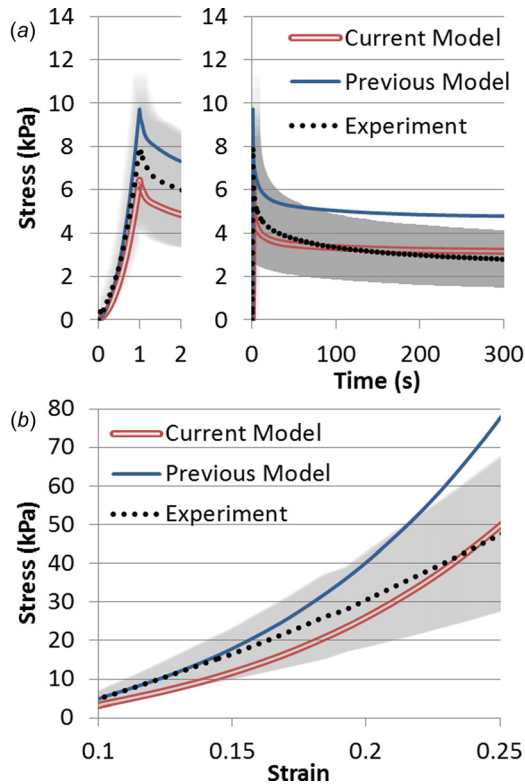 (a)
14
12
10
8
6
4
2
0
Stress (kPa)
0 1 2
14
12
10
8
6
4
2
0
0 100 200 300
Time (s)
Current Model
Previous Model
Experiment
(b)
80
70
60
50
40
30
20
10
0
Stress (kPa)
Current Model
Previous Model
Experiment
0.1 0.15 0.2 0.25
Strain